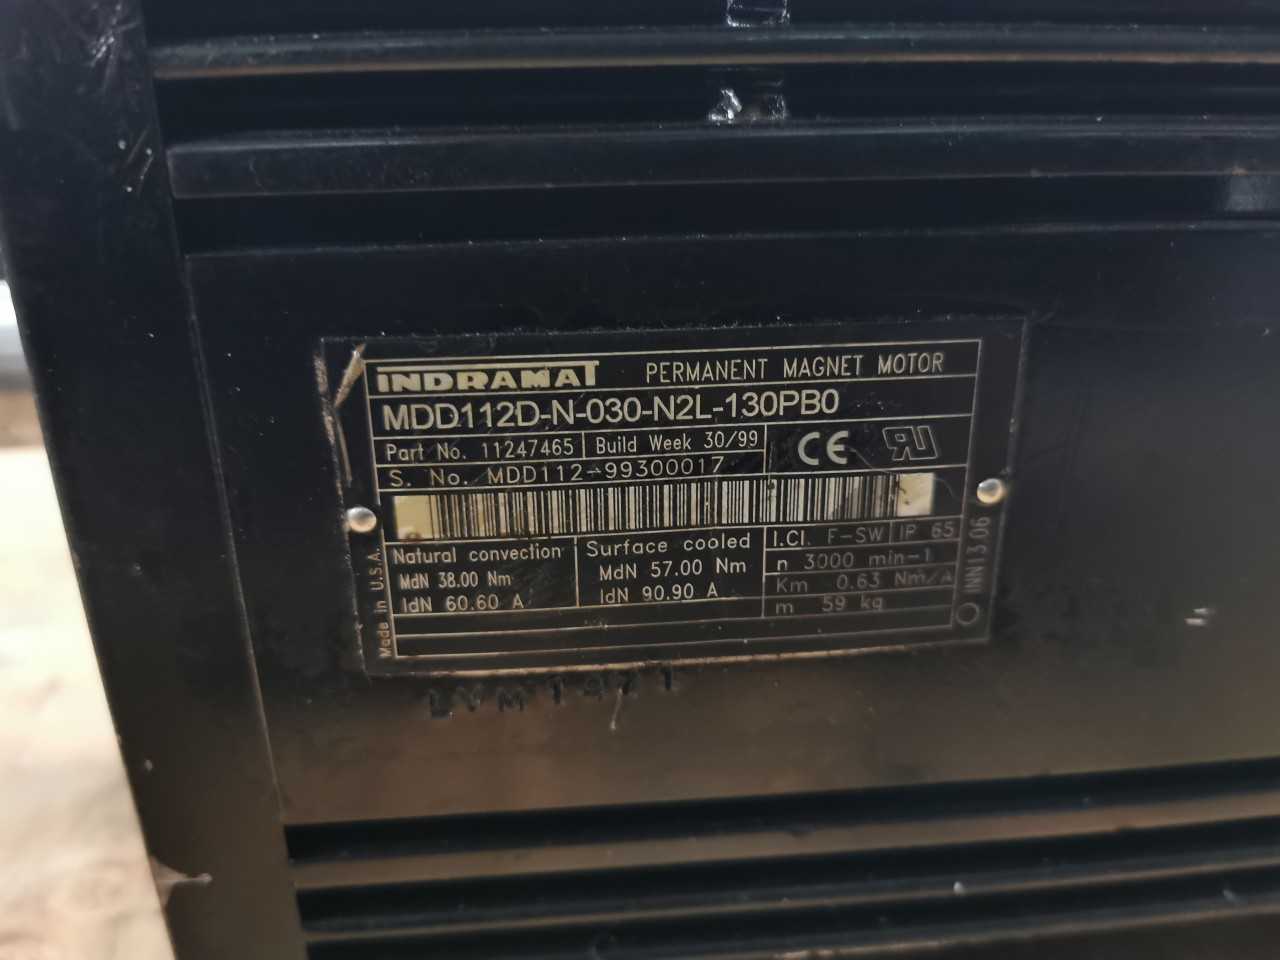 INDRAMAT PERMANENT MAGNET MOTOR
MDD112D-N-030-N2L-130PB0
Part No. 11247465 Build Week 30/99
S. No. MDD112-99300017
CE
Natural convection
MdN 38.00 Nm
IdN 60.60 A
Surface cooled
MdN 57.00 Nm
IdN 90.90 A
I.Cl. F-SW IP 65
n 3000 min-1
Km 0.63 Nm/A
m 59 kg
Made in U.S.A.
INN13.06